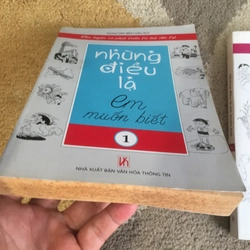 những
điều lạ
em
muốn biết
1
NHÀ XUẤT BẢN VĂN HÓA THÔNG TIN